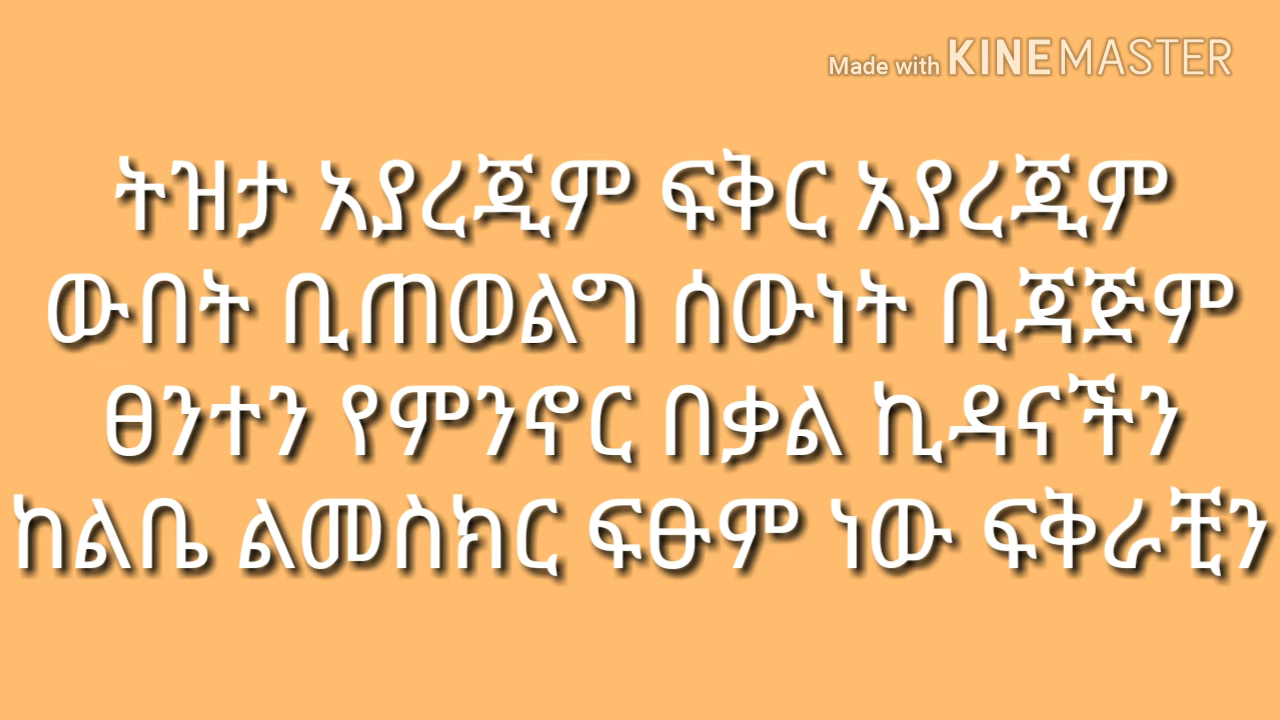 Made with KINEMASTER
ትዝታ አያረጂም ፍቅር አያረጂም
ውበት ቢጠወልግ ሰውነት ቢጃጅም
ፀንተን የምንኖር በቃል ኪዳናችን
ከልቤ ልመስክር ፍፁም ነው ፍቅራቺን